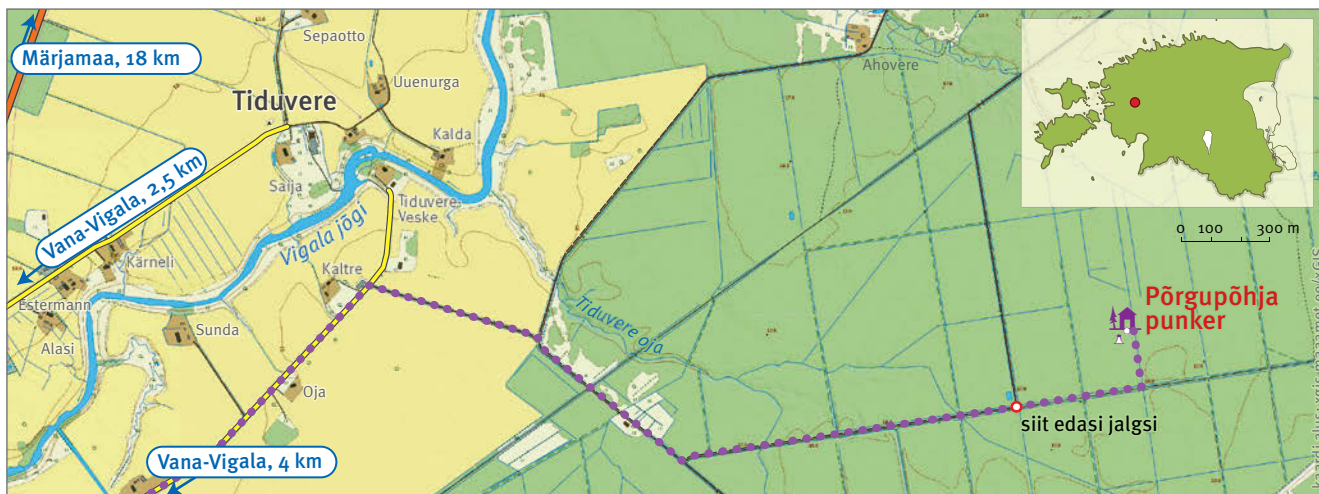 Märjamaa, 18 km
Sepaotto
Uuenurga
Tiduvere
Kalda
Ahovere
Saija
Tiduvere
Veske
Vana-Vigala, 2,5 km
Vigala jõgi
Kärneli
Kaltre
Estermann
Sunda
Alasi
Oja
Tiduvere oja
0 100 300 m
Põrgupõhja
punker
siit edasi jalgsi
Vana-Vigala, 4 km